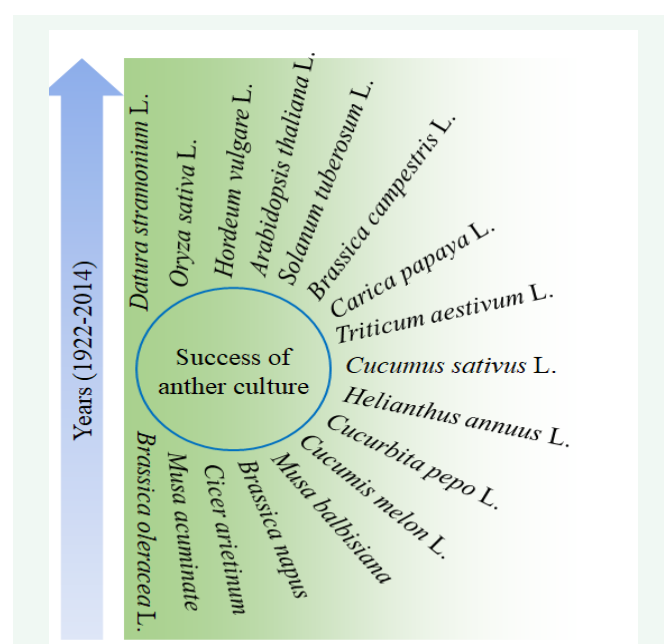 Years (1922-2014)
Datura stramonium L.
Oryza sativa L.
Hordeum vulgare L.
Arabidopsis thaliana L.
Solanum tuberosum L.
Brassica campestris L.
Carica papaya L.
Triticum aestivum L.
Cucumus sativus L.
Helianthus annuus L.
Cucurbita pepo L.
Cucumis melon L.
Musa balbisiana
Brassica napus
Cicer arietinum
Musa acuminate
Brassica oleracea L.
Success of
anther culture